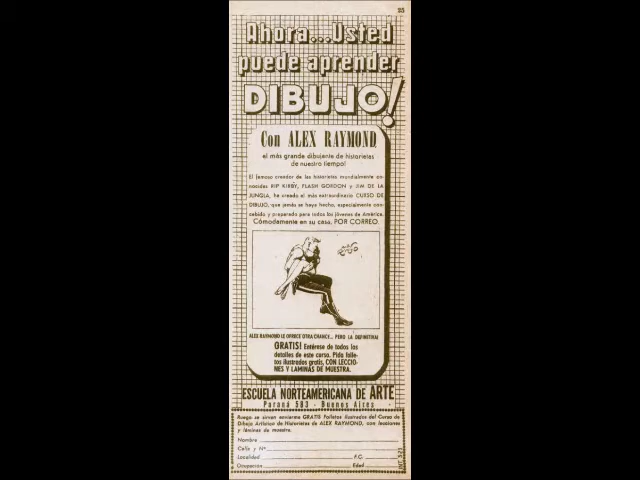 25
Ahora...Usted
puede aprender
DIBUJO!
Con ALEX RAYMOND
el más grande dibujante de historietas
de nuestro tiempo!
El famoso creador de las historietas mundialmente co-
nocidas RIP KIRBY, FLASH GORDON y JIM DE LA
JUNGLA, ha creado el más extraordinario CURSO DE
DIBUJO, que jamás se haya hecho, especialmente con-
cebido y preparado para todos los jóvenes de América.
Cómodamente en su casa, POR CORREO.
ALEX RAYMOND LE OFRECE OTRA CHANCE... PERO LA DEFINITIVA!
GRATIS! Entérese de todos los
detalles de este curso. Pida folle-
tos ilustrados gratis, CON LECCIO-
NES Y LAMINAS DE MUESTRA.
ESCUELA NORTEAMERICANA DE ARTE
Paraná 583 - Buenos Aires
Ruego se sirvan enviarme GRATIS Folletos ilustrados del Curso de
Dibujo Artístico de Historietas de ALEX RAYMOND, con lecciones
y láminas de muestra.
Nombre
Calle y Nº
Localidad F.C.
Ocupación Edad